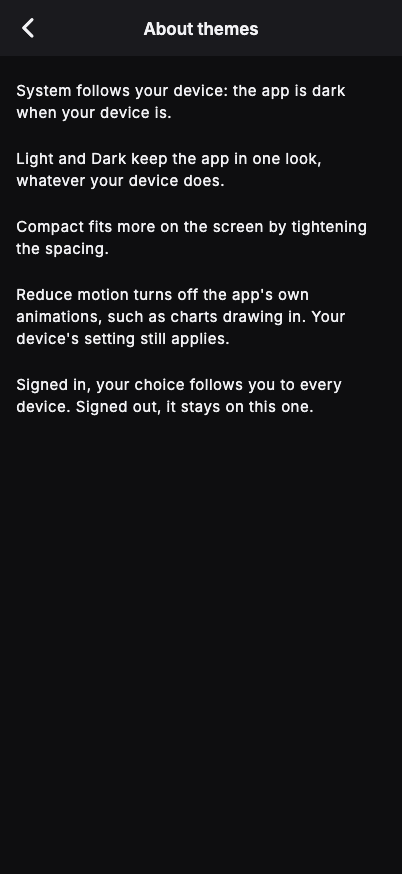 About themes
System follows your device: the app is dark
when your device is.
Light and Dark keep the app in one look,
whatever your device does.
Compact fits more on the screen by tightening
the spacing.
Reduce motion turns off the app's own
animations, such as charts drawing in. Your
device's setting still applies.
Signed in, your choice follows you to every
device. Signed out, it stays on this one.